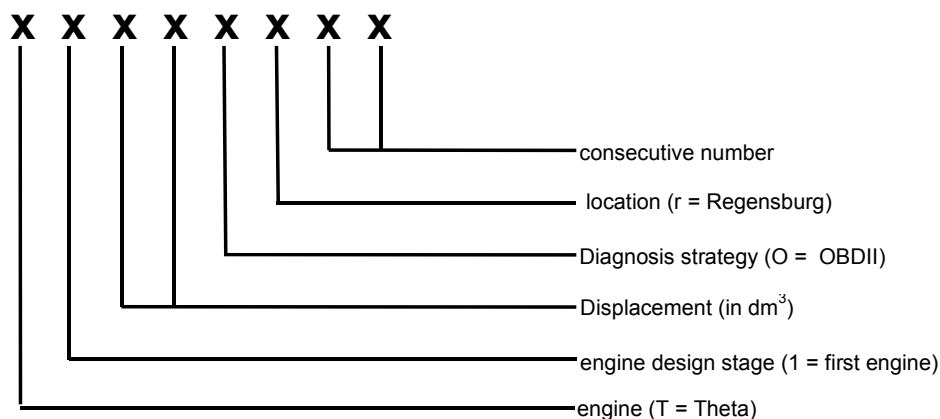 X X X X X X X X
consecutive number
location (r = Regensburg)
Diagnosis strategy (O = OBDII)
Displacement (in dm³)
engine design stage (1 = first engine)
engine (T = Theta)